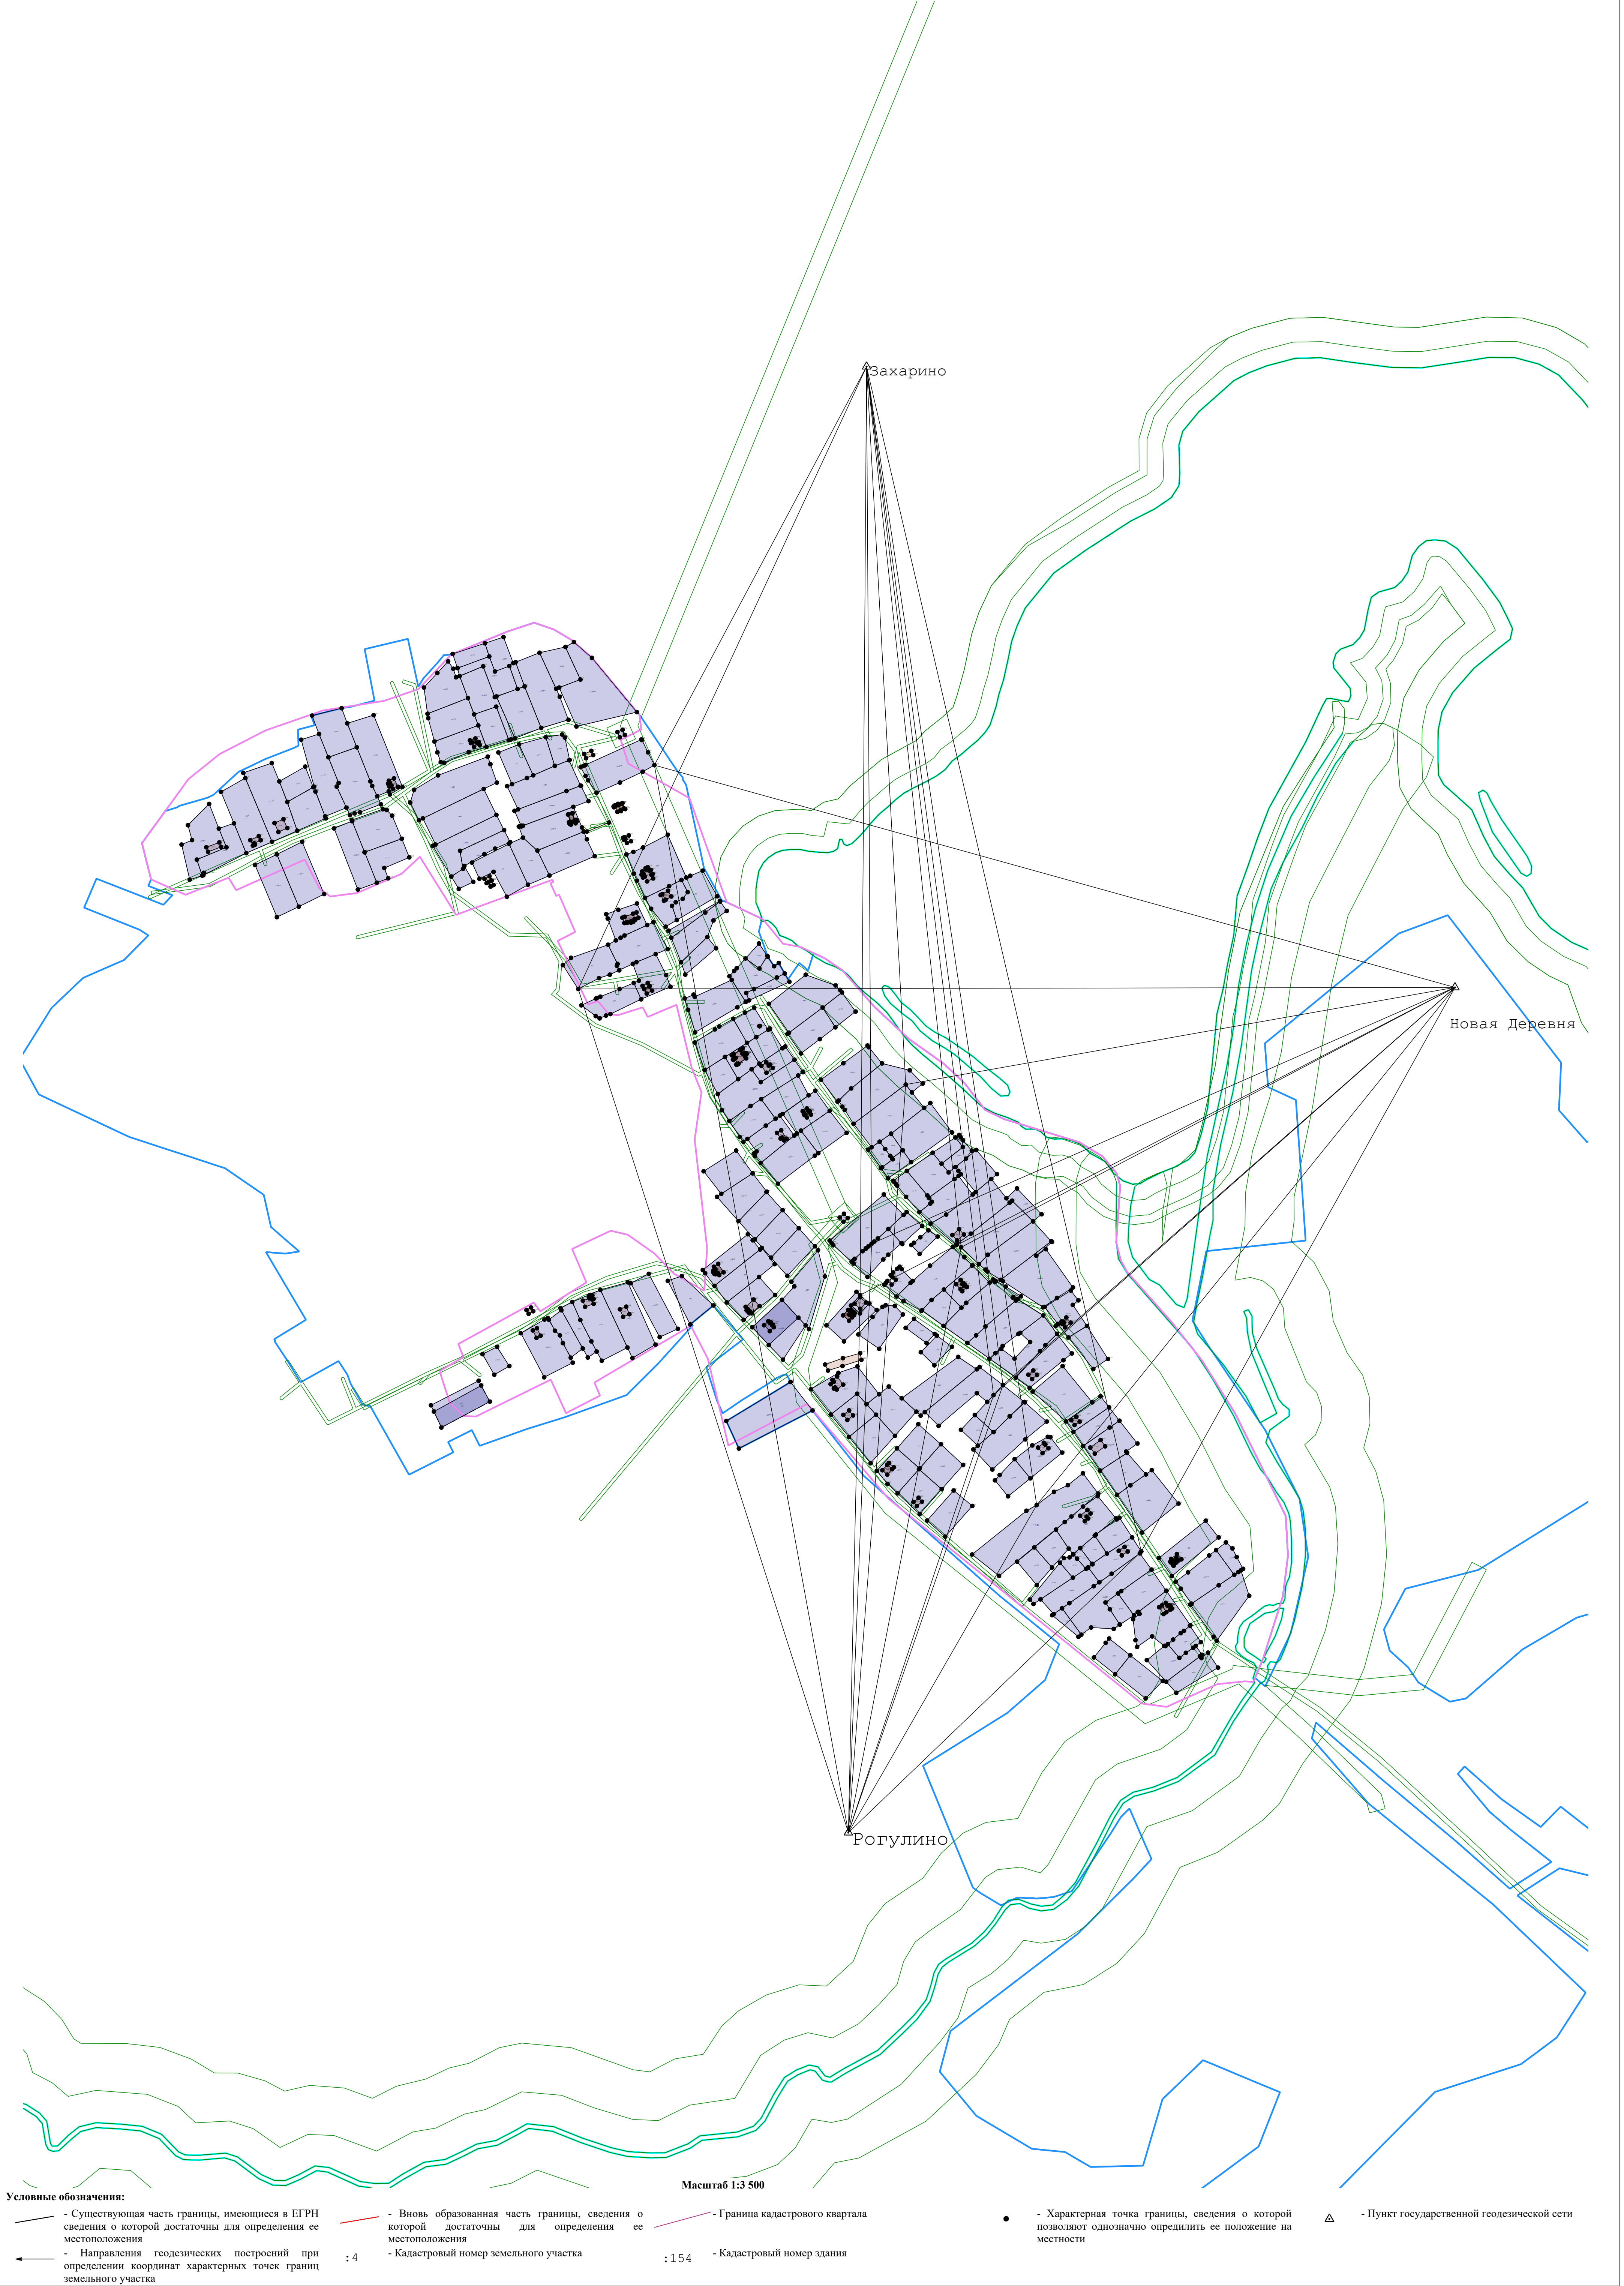 Захарино
Новая Деревня
Рогулино
Масштаб 1:3 500
Условные обозначения:
- Существующая часть границы, имеющиеся в ЕГРН
сведения о которой достаточны для определения ее
местоположения
- Вновь образованная часть границы, сведения о
которой достаточны для определения ее
местоположения
- Граница кадастрового квартала
- Характерная точка границы, сведения о которой
позволяют однозначно опредилить ее положение на
местности
- Пункт государственной геодезической сети
- Направления геодезических построений при
определении координат характерных точек границ
земельного участка
:4 - Кадастровый номер земельного участка
:154 - Кадастровый номер здания